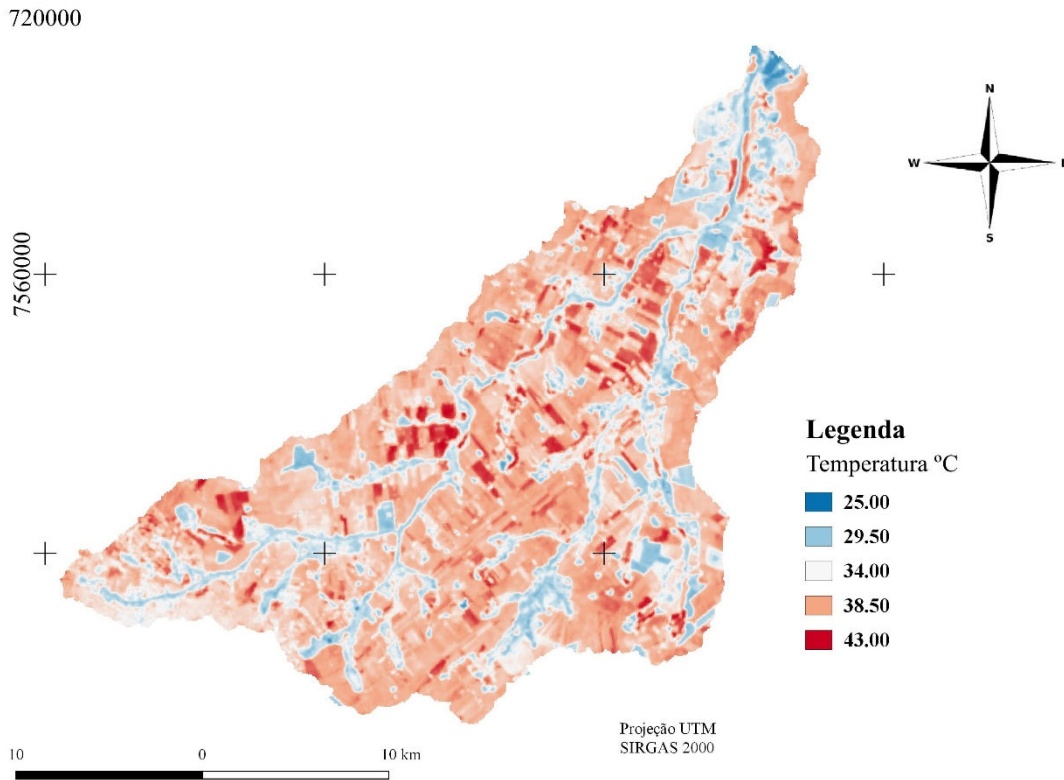 720000
N
W
E
S
7560000
Legenda
Temperatura ºC
25.00
29.50
34.00
38.50
43.00
Projeção UTM
SIRGAS 2000
10 0 10 km